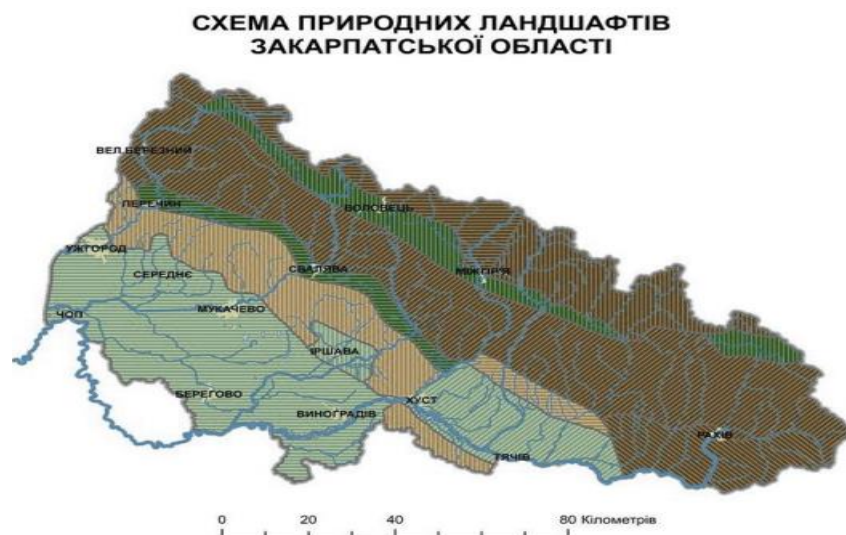 СХЕМА ПРИРОДНИХ ЛАНДШАФТІВ
ЗАКАРПАТСЬКОЇ ОБЛАСТІ
ВЕЛ.БЕРЕЗНИЙ
ПЕРЕЧИН
ВОЛОВЕЦЬ
УЖГОРОД
СЕРЕДНЄ
СВАЛЯВА
МІЖГІР'Я
ЧОП
МУКАЧЕВО
ІРШАВА
БЕРЕГОВО
ВИНОГРАДІВ
ХУСТ
ТЯЧІВ
РАХІВ
0 20 40 80 Кілометрів